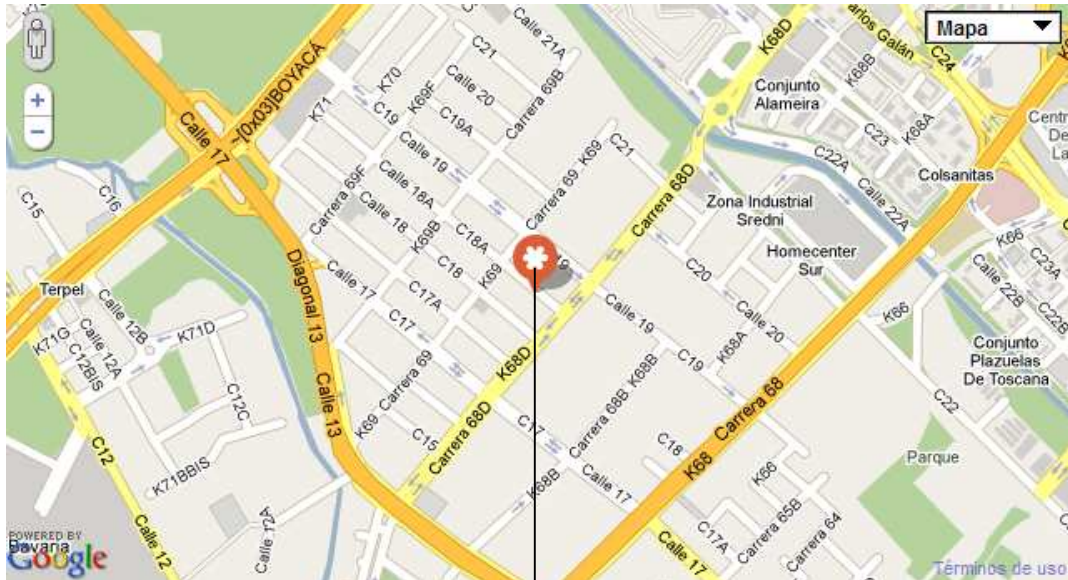 Mapa
Calle 21A
K68D
Carlos Galán
C24
C21
K70
K69F
Calle 20
Carrera 69B
K68B
Conjunto
Alameira
~[0x03]BOYACÁ
K71
C19
C19A
C23
K68A
Calle 17
Calle 19
Carrera 69
K69
C21
C22A
Colsanitas
Carrera 69F
Calle 18A
Calle 18
Carrera 68D
Zona Industrial
Sredni
Calle 22A
C15
C16
K69B
C18A
C18
K69
Homecenter
Sur
K66
C23A
C20
Calle 22B
C22B
Terpel
Diagonal 13
Calle 17
C17A
Calle 12B
K71D
C17
Calle 19
Calle 20
K66
K71G
C12BIS
Calle 12A
K68D
C19
K68A
Conjunto
Plazuelas
De Toscana
Carrera 69
K68B
Calle 13
C12C
Carrera 68B
Carrera 68
C22
K69
C15
Carrera 68D
C17
C18
K68
K66
Parque
C12
K71BBIS
K68B
Calle 17
Calle 12
Calle 12A
C17A
Carrera 65B
Carrera 64
Calle 17
POWERED BY
Google
Bavaria
Términos de uso